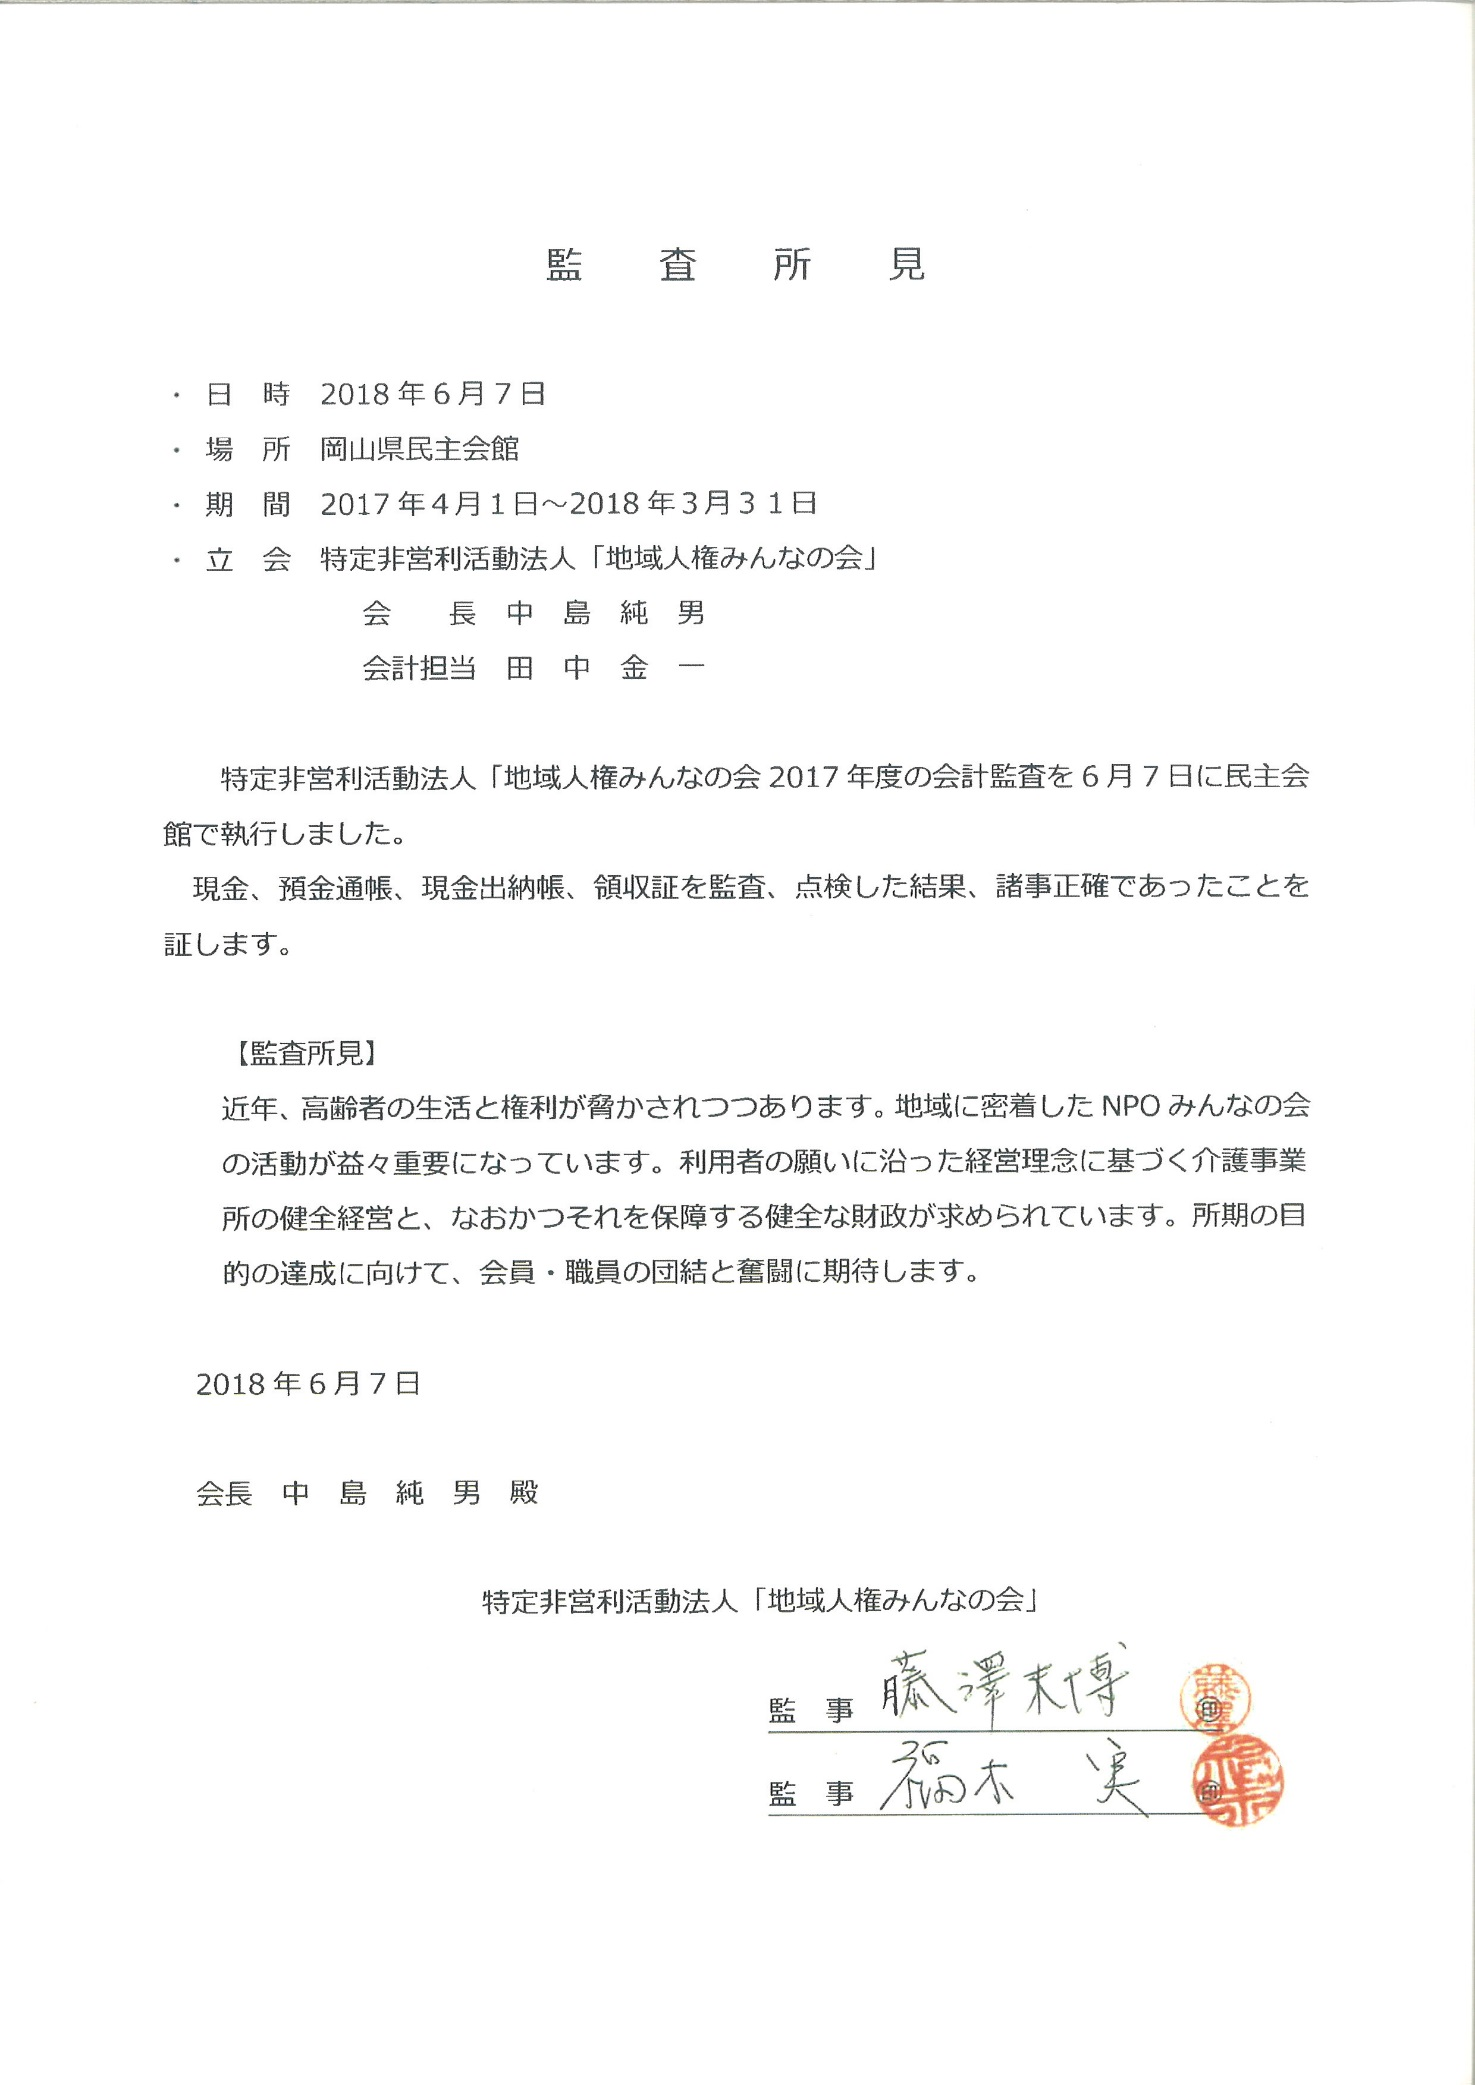 監　査　所　見
・ 日　時　2018年６月７日
・ 場　所　岡山県民主会館
・ 期　間　2017年４月１日～2018年３月３１日
・ 立　会　特定非営利活動法人「地域人権みんなの会」
会　　長　中　島　純　男
会計担当　田　中　金　一
特定非営利活動法人「地域人権みんなの会2017年度の会計監査を６月７日に民主会
館で執行しました。
現金、預金通帳、現金出納帳、領収証を監査、点検した結果、諸事正確であったことを
証します。
【監査所見】
近年、高齢者の生活と権利が脅かされつつあります。地域に密着したNPOみんなの会
の活動が益々重要になっています。利用者の願いに沿った経営理念に基づく介護事業
所の健全経営と、なおかつそれを保障する健全な財政が求められています。所期の目
的の達成に向けて、会員・職員の団結と奮闘に期待します。
2018年６月７日
会長　中　島　純　男　殿
特定非営利活動法人「地域人権みんなの会」
監　事　藤澤末博　㊞
監　事　福木　実　㊞